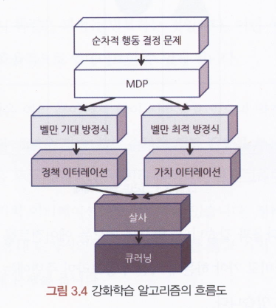 순차적 행동 결정 문제
MDP
벨만 기대 방정식 벨만 최적 방정식
정책 이터레이션 가치 이터레이션
살사
큐러닝
그림 3.4 강화학습 알고리즘의 흐름도